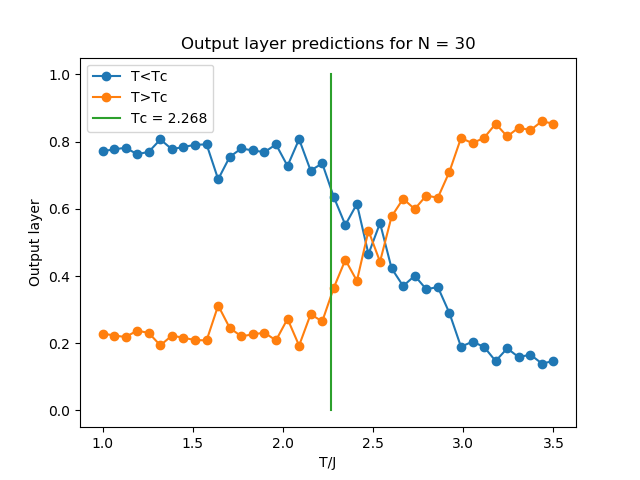 Output layer predictions for N = 30
T<Tc
T>Tc
Tc = 2.268
Output layer
1.0
0.8
0.6
0.4
0.2
0.0
1.0 1.5 2.0 2.5 3.0 3.5
T/J